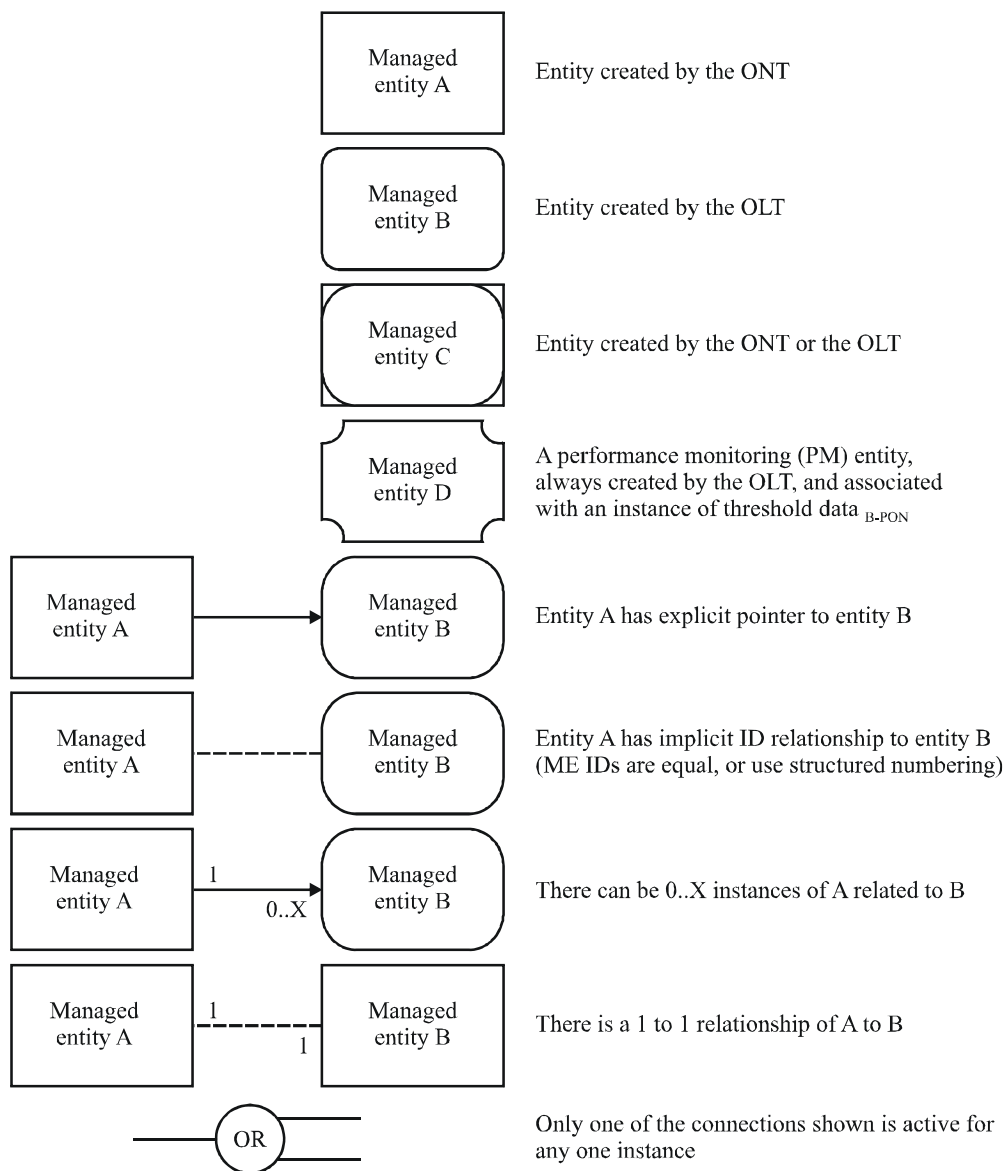 Managed
entity A
Entity created by the ONT
Managed
entity B
Entity created by the OLT
Managed
entity C
Entity created by the ONT or the OLT
Managed
entity D
A performance monitoring (PM) entity,
always created by the OLT, and associated
with an instance of threshold data B-PON
Managed
entity A
Managed
entity B
Entity A has explicit pointer to entity B
Managed
entity A
Managed
entity B
Entity A has implicit ID relationship to entity B
(ME IDs are equal, or use structured numbering)
Managed
entity A
1
0..X
Managed
entity B
There can be 0..X instances of A related to B
Managed
entity A
1
1
Managed
entity B
There is a 1 to 1 relationship of A to B
OR
Only one of the connections shown is active for
any one instance